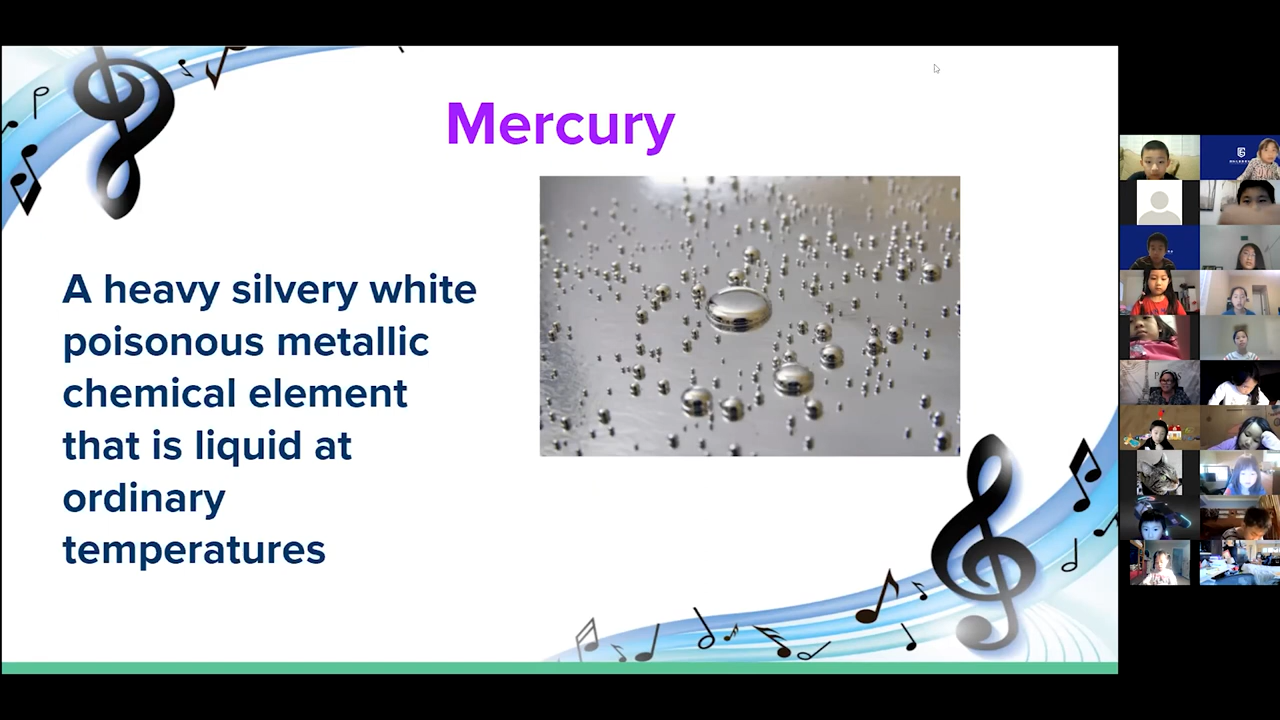 Mercury
A heavy silvery white
poisonous metallic
chemical element
that is liquid at
ordinary
temperatures